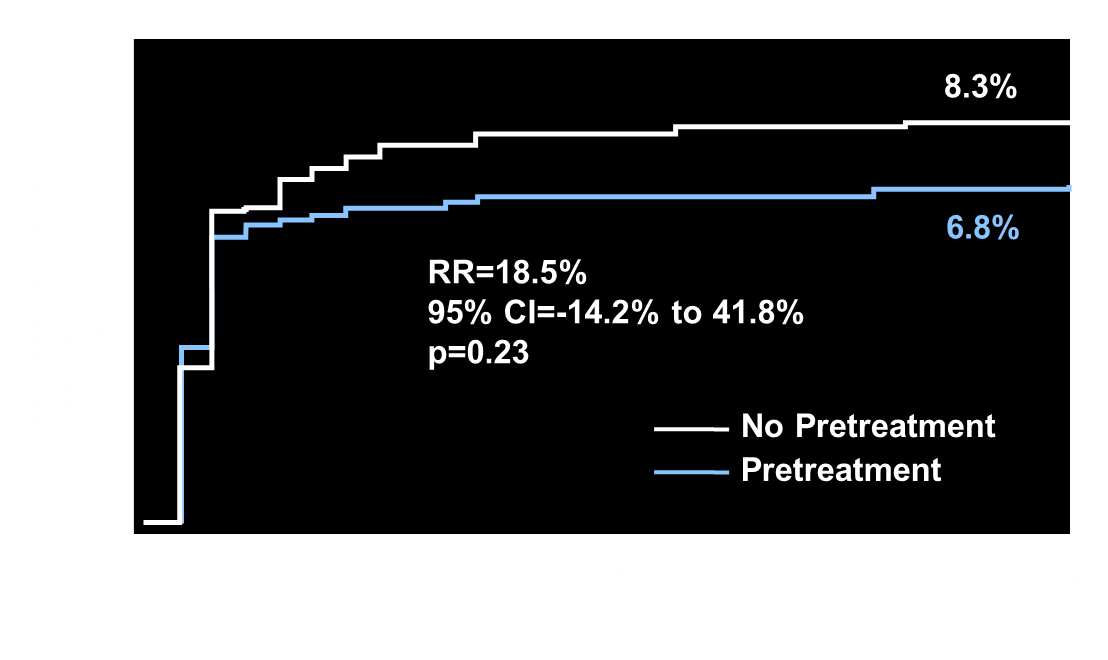 8.3%
6.8%
RR=18.5%
95% CI=-14.2% to 41.8%
p=0.23
No Pretreatment
Pretreatment